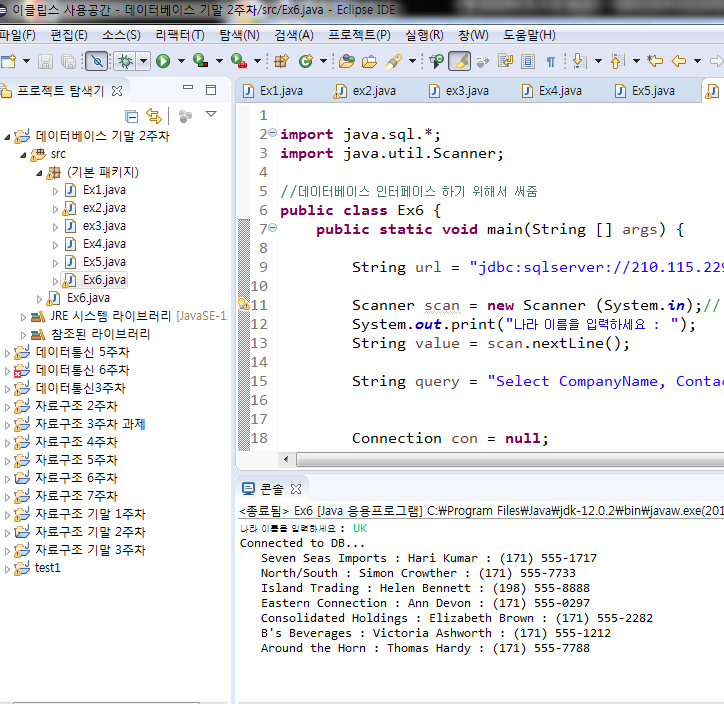 이클립스 사용공간 - 데이터베이스 기말 2주차/src/Ex6.java - Eclipse IDE
파일(F) 편집(E) 소스(S) 리팩터(T) 탐색(N) 검색(A) 프로젝트(P) 실행(R) 창(W) 도움말(H)
프로젝트 탐색기
데이터베이스 기말 2주차
src
(기본 패키지)
Ex1.java
ex2.java
ex3.java
Ex4.java
Ex5.java
Ex6.java
Ex6.java
JRE 시스템 라이브러리 [JavaSE-1.
참조된 라이브러리
데이터통신 5주차
데이터통신 6주차
데이터통신3주차
자료구조 2주차
자료구조 3주차 과제
자료구조 4주차
자료구조 5주차
자료구조 6주차
자료구조 7주차
자료구조 기말 1주차
자료구조 기말 2주차
자료구조 기말 3주차
test1
Ex1.java ex2.java ex3.java Ex4.java Ex5.java
1
2 import java.sql.*;
3 import java.util.Scanner;
4
5 //데이터베이스 인터페이스 하기 위해서 써줌
6 public class Ex6 {
7 public static void main(String [] args) {
8
9 String url = "jdbc:sqlserver://210.115.229
10
11 Scanner scan = new Scanner (System.in);//
12 System.out.print("나라 이름을 입력하세요 : ");
13 String value = scan.nextLine();
14
15 String query = "Select CompanyName, Contac
16
17
18 Connection con = null;
콘솔
<종료됨> Ex6 [Java 응용프로그램] C:₩Program Files₩Java₩jdk-12.0.2₩bin₩javaw.exe(201
나라 이름을 입력하세요 : UK
Connected to DB...
Seven Seas Imports : Hari Kumar : (171) 555-1717
North/South : Simon Crowther : (171) 555-7733
Island Trading : Helen Bennett : (198) 555-8888
Eastern Connection : Ann Devon : (171) 555-0297
Consolidated Holdings : Elizabeth Brown : (171) 555-2282
B's Beverages : Victoria Ashworth : (171) 555-1212
Around the Horn : Thomas Hardy : (171) 555-7788